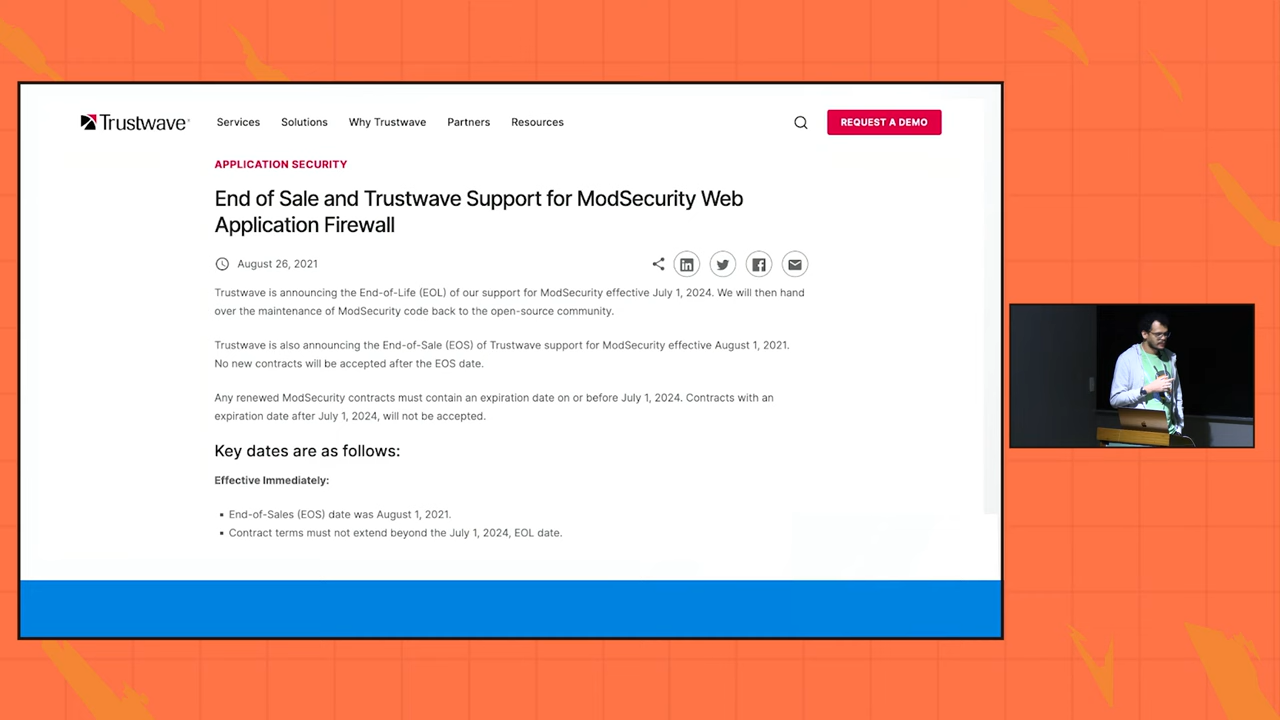 Trustwave
Services
Solutions
Why Trustwave
Partners
Resources
REQUEST A DEMO
APPLICATION SECURITY
End of Sale and Trustwave Support for ModSecurity Web
Application Firewall
August 26, 2021
Trustwave is announcing the End-of-Life (EOL) of our support for ModSecurity effective July 1, 2024. We will then hand
over the maintenance of ModSecurity code back to the open-source community.
Trustwave is also announcing the End-of-Sale (EOS) of Trustwave support for ModSecurity effective August 1, 2021.
No new contracts will be accepted after the EOS date.
Any renewed ModSecurity contracts must contain an expiration date on or before July 1, 2024. Contracts with an
expiration date after July 1, 2024, will not be accepted.
Key dates are as follows:
Effective Immediately:
▪ End-of-Sales (EOS) date was August 1, 2021.
▪ Contract terms must not extend beyond the July 1, 2024, EOL date.